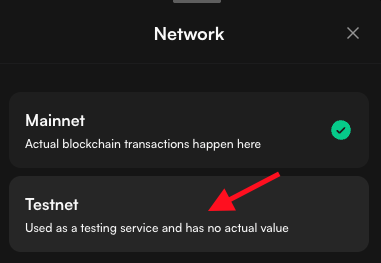 Network
Mainnet
Actual blockchain transactions happen here
Testnet
Used as a testing service and has no actual value